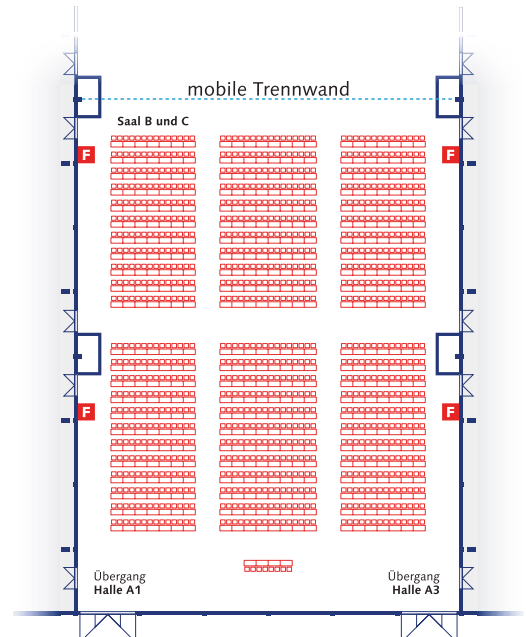 mobile Trennwand
Saal B und C
F
F
F
F
Übergang
Halle A1
Übergang
Halle A3